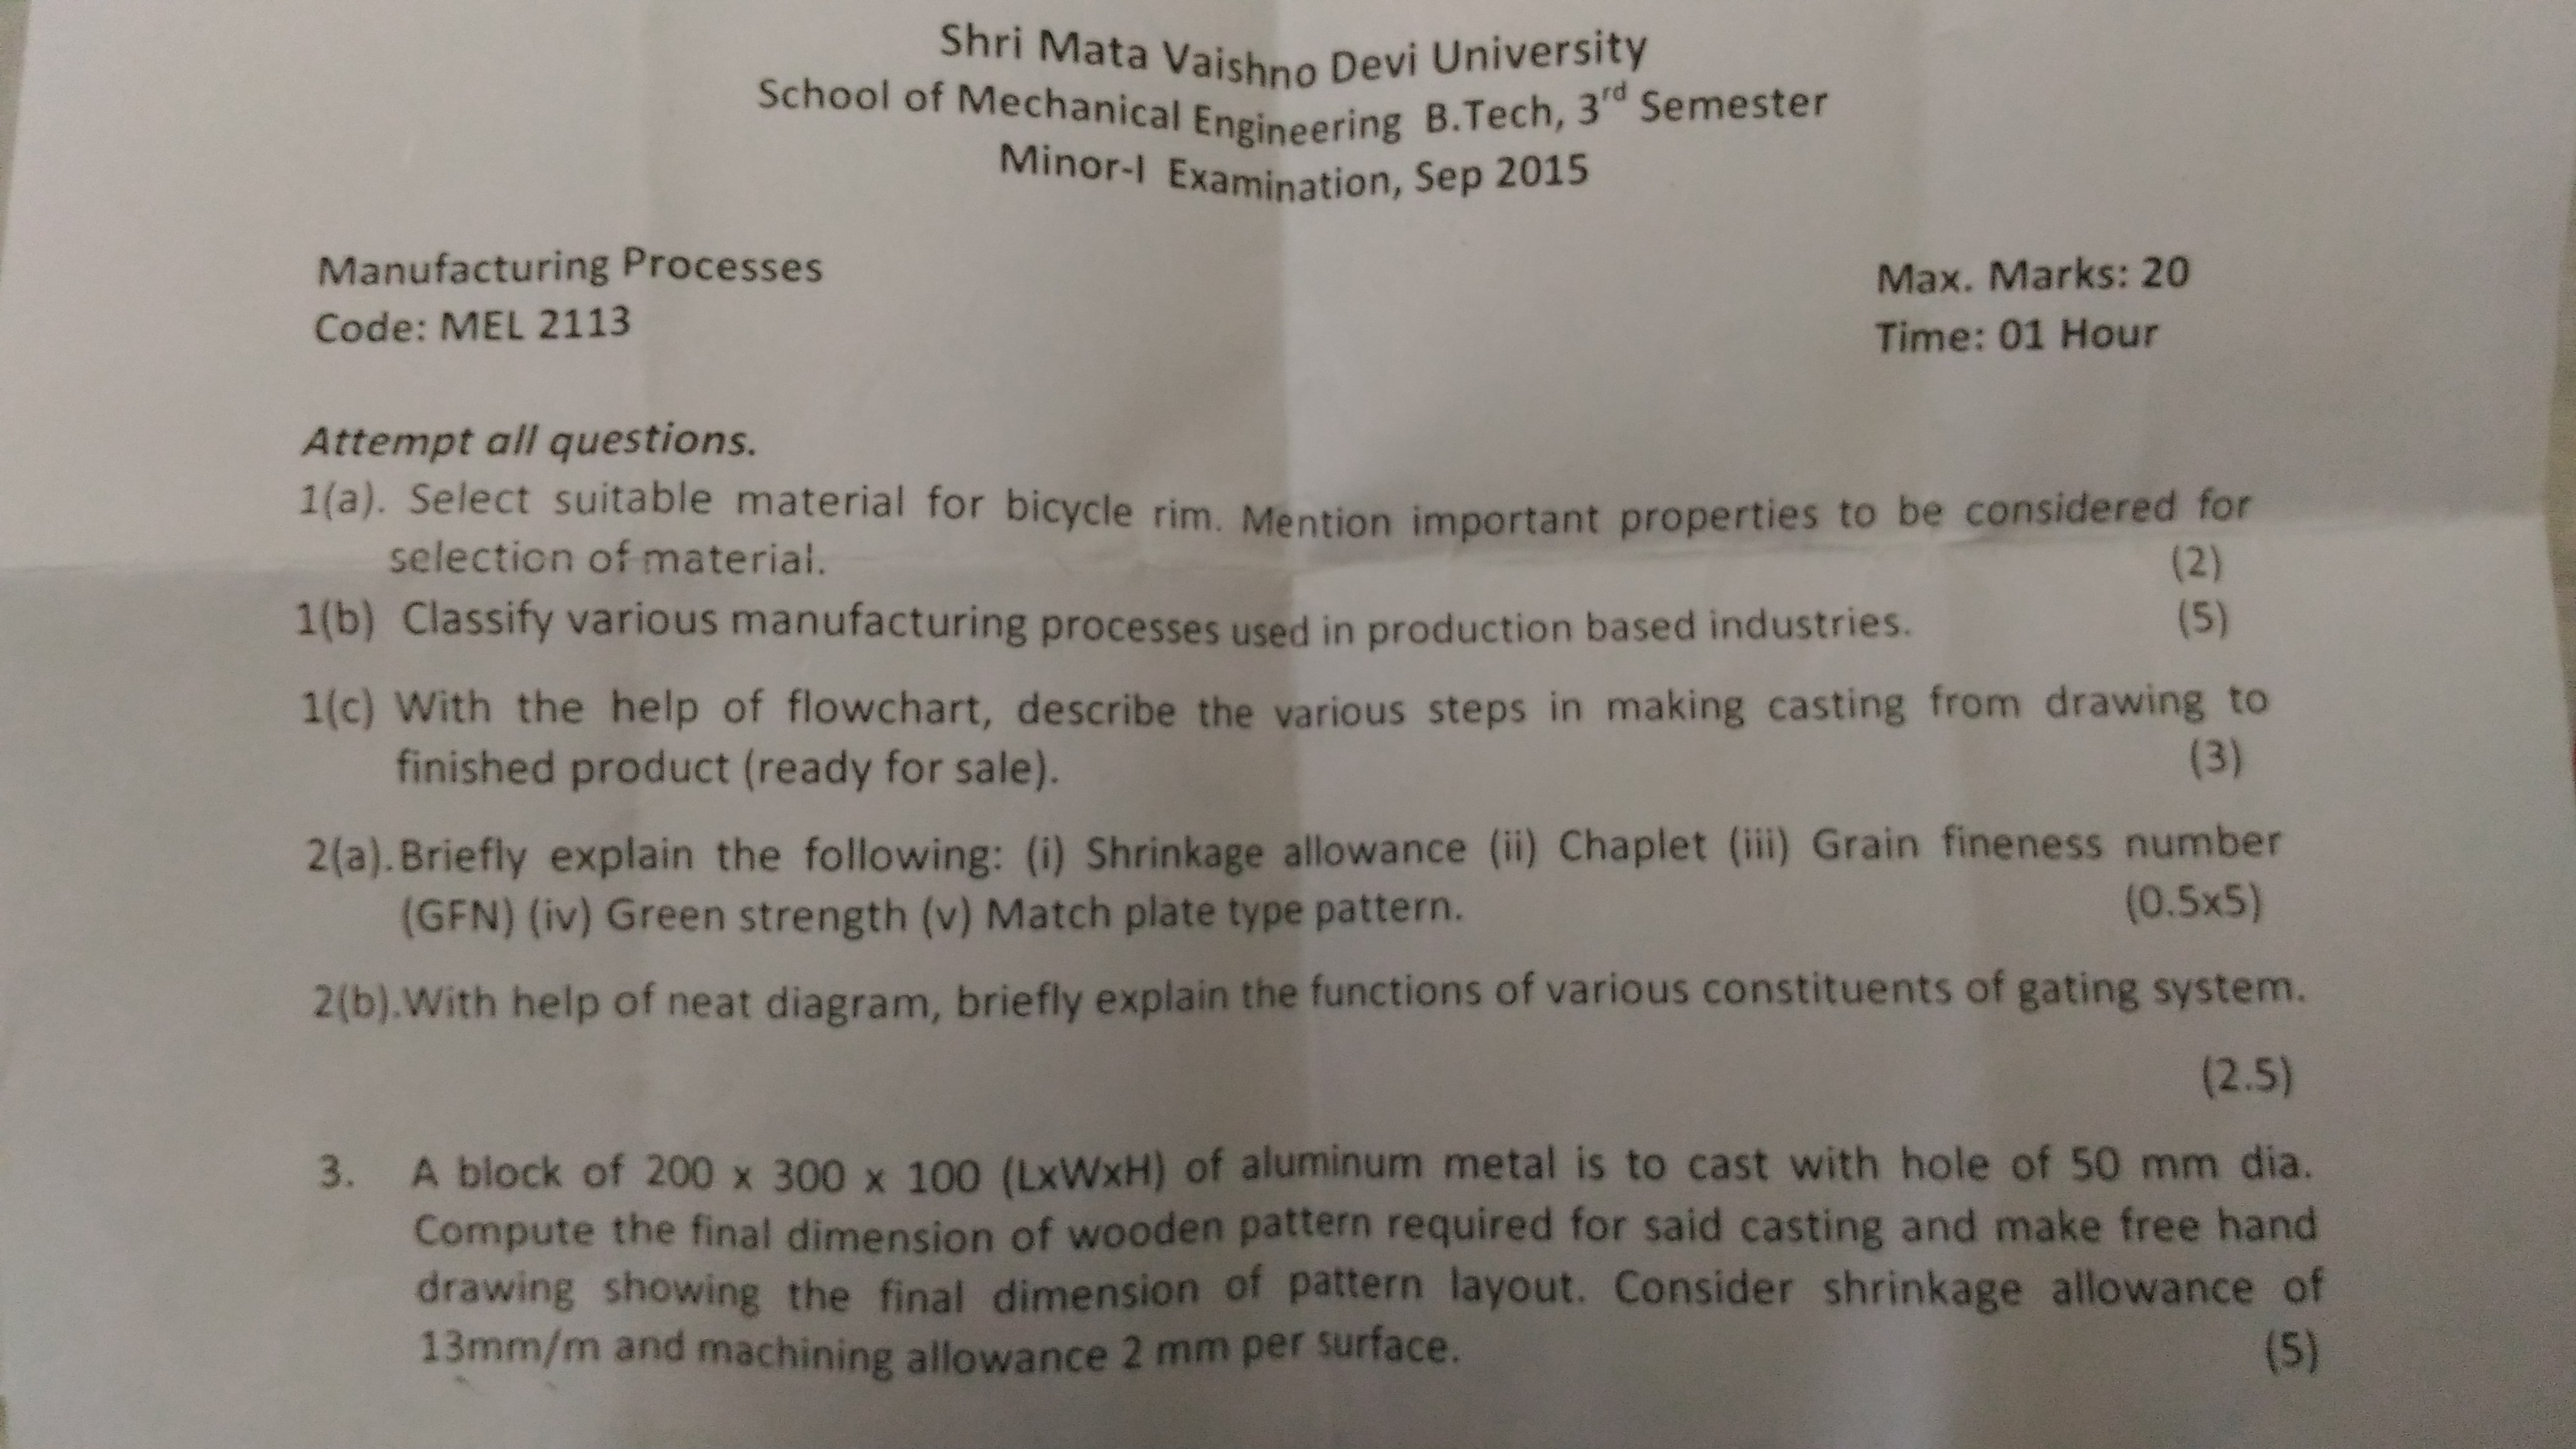 Shri Mata Vaishno Devi University
School of Mechanical Engineering B.Tech, 3rd Semester
Minor-I Examination, Sep 2015
Manufacturing Processes
Max. Marks: 20
Code: MEL 2113
Time: 01 Hour
Attempt all questions.
1(a). Select suitable material for bicycle rim. Mention important properties to be considered for
selection of material. (2)
1(b) Classify various manufacturing processes used in production based industries. (5)
1(c) With the help of flowchart, describe the various steps in making casting from drawing to
finished product (ready for sale). (3)
2(a).Briefly explain the following: (i) Shrinkage allowance (ii) Chaplet (iii) Grain fineness number
(GFN) (iv) Green strength (v) Match plate type pattern. (0.5x5)
2(b).With help of neat diagram, briefly explain the functions of various constituents of gating system.
(2.5)
3. A block of 200 x 300 x 100 (LxWxH) of aluminum metal is to cast with hole of 50 mm dia.
Compute the final dimension of wooden pattern required for said casting and make free hand
drawing showing the final dimension of pattern layout. Consider shrinkage allowance of
13mm/m and machining allowance 2 mm per surface. (5)